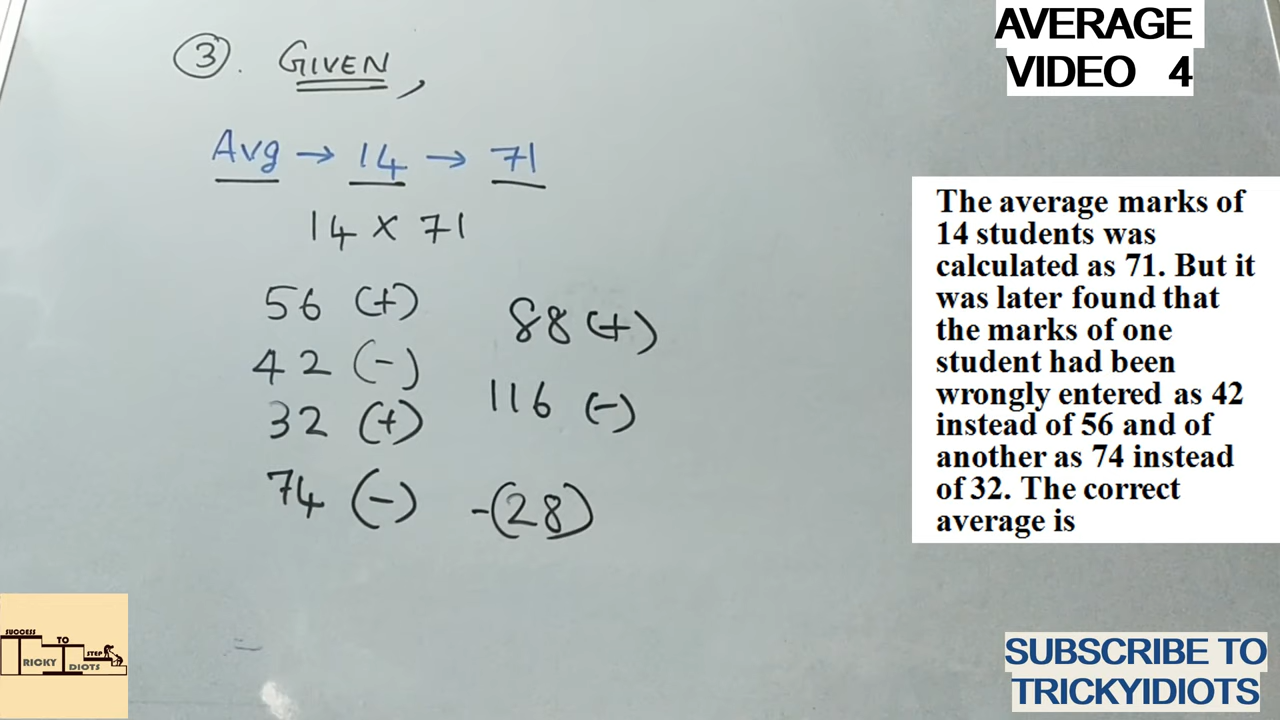 AVERAGE
VIDEO 4
3. GIVEN,
Avg → 14 → 71
14 × 71
56 (+)
42 (-)
32 (+)
74 (-)
88 (+)
116 (-)
-(28)
The average marks of
14 students was
calculated as 71. But it
was later found that
the marks of one
student had been
wrongly entered as 42
instead of 56 and of
another as 74 instead
of 32. The correct
average is
SUCCESS
TO
STEP
TRICKY IDIOTS
SUBSCRIBE TO
TRICKYIDIOTS